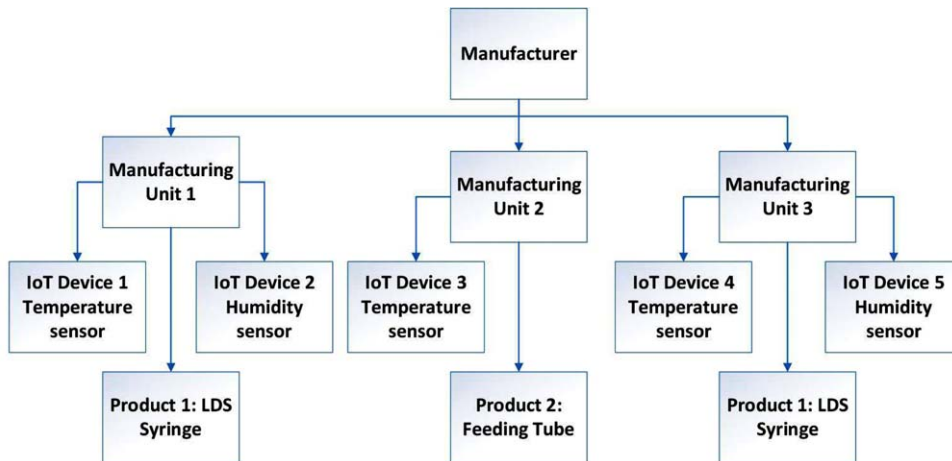 Manufacturer
Manufacturing
Unit 1
Manufacturing
Unit 2
Manufacturing
Unit 3
IoT Device 1
Temperature
sensor
IoT Device 2
Humidity
sensor
IoT Device 3
Temperature
sensor
IoT Device 4
Temperature
sensor
IoT Device 5
Humidity
sensor
Product 1: LDS
Syringe
Product 2:
Feeding Tube
Product 1: LDS
Syringe